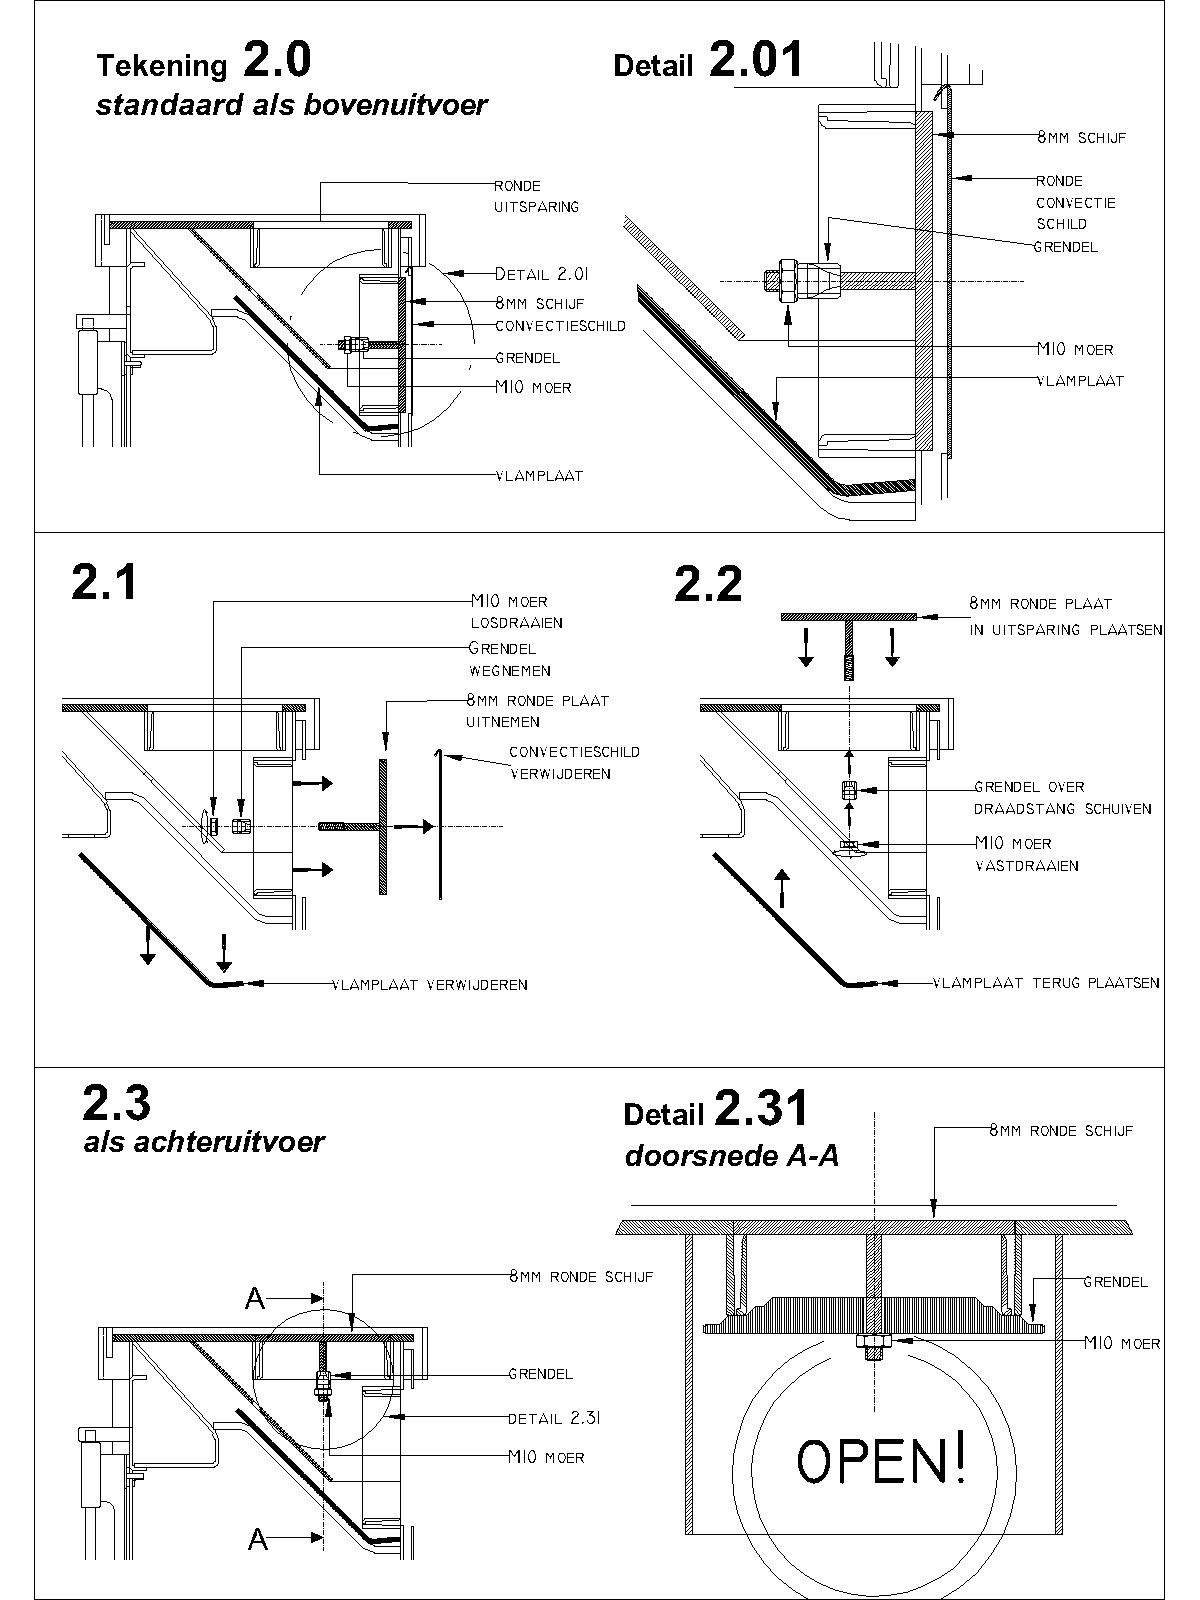 Tekening 2.0
standaard als bovenuitvoer
RONDE
UITSPARING
DETAIL 2.01
8MM SCHIJF
CONVECTIESCHILD
GRENDEL
M10 MOER
VLAMPLAAT
Detail 2.01
8MM SCHIJF
RONDE
CONVECTIE
SCHILD
GRENDEL
M10 MOER
VLAMPLAAT
2.1
M10 MOER
LOSDRAAIEN
GRENDEL
WEGNEMEN
8MM RONDE PLAAT
UITNEMEN
CONVECTIESCHILD
VERWIJDEREN
VLAMPLAAT VERWIJDEREN
2.2
8MM RONDE PLAAT
IN UITSPARING PLAATSEN
GRENDEL OVER
DRAADSTANG SCHUIVEN
M10 MOER
VASTDRAAIEN
VLAMPLAAT TERUG PLAATSEN
2.3
als achteruitvoer
8MM RONDE SCHIJF
A
GRENDEL
DETAIL 2.31
M10 MOER
A
Detail 2.31
doorsnede A-A
8MM RONDE SCHIJF
GRENDEL
M10 MOER
OPEN!